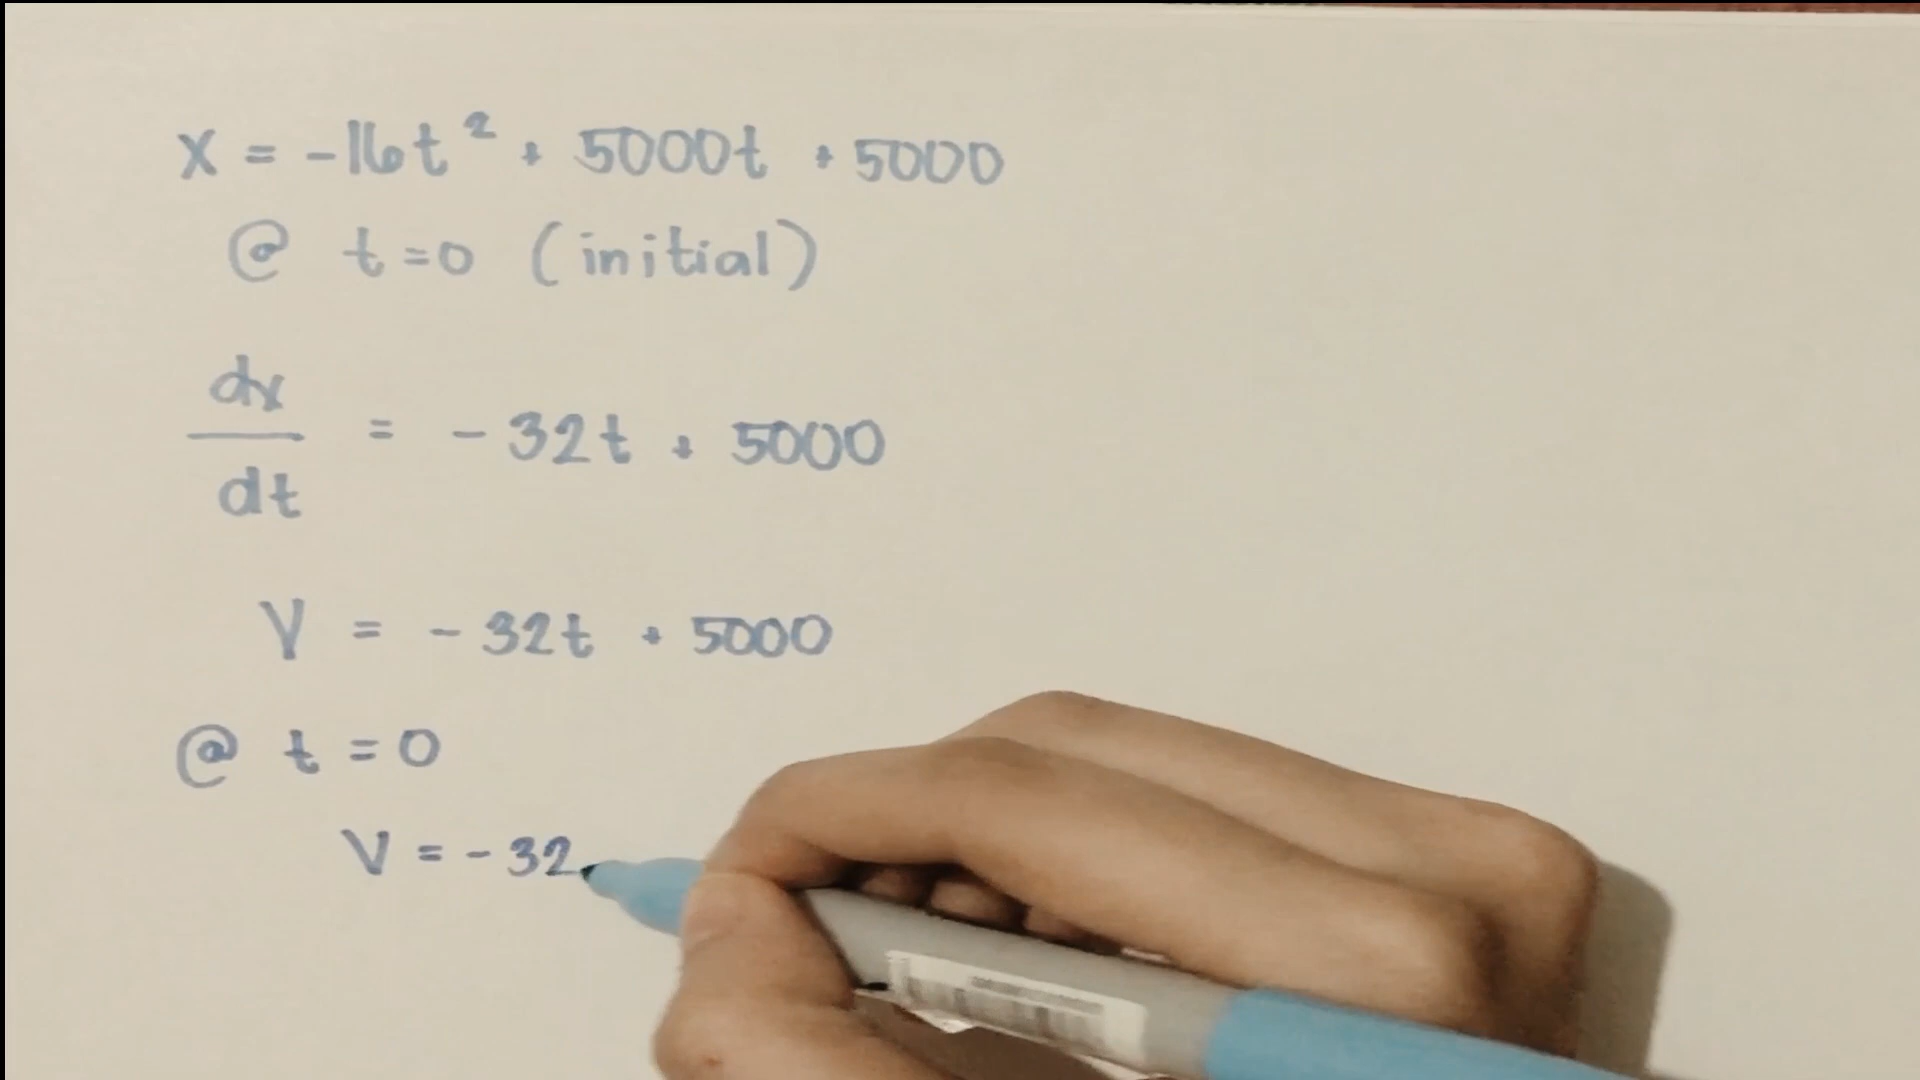 x = -16t² + 5000t + 5000
@ t=0 (initial)
dx/dt = - 32t + 5000
V = - 32t + 5000
@ t = 0
V = - 32